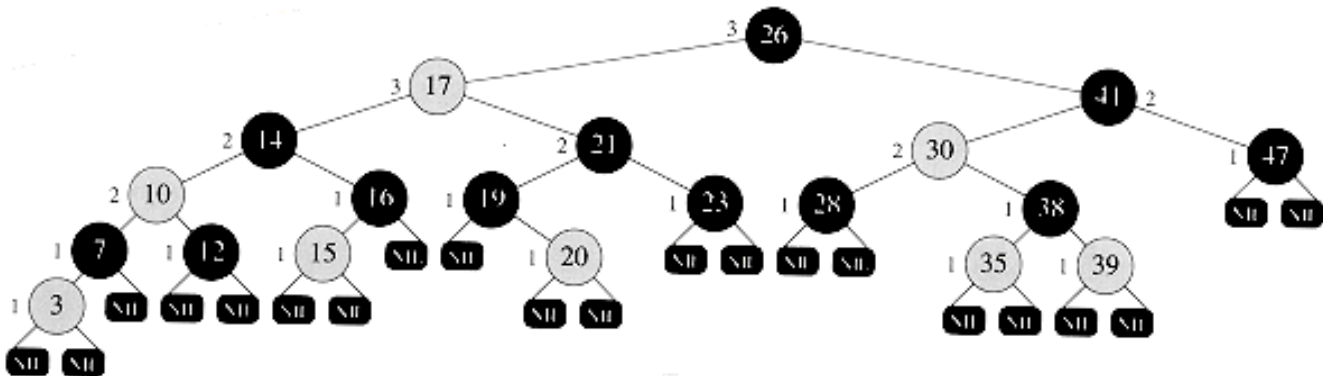 3 26
3 17 41 2
2 14 2 21 2 30 1 47
2 10 1 16 1 19 1 23 1 28 1 38 NIL NIL
1 7 1 12 1 15 NIL NIL 1 20 NIL NIL NIL NIL 1 35 1 39
1 3 NIL NIL NIL NIL NIL NIL NIL NIL NIL NIL NIL
NIL NIL